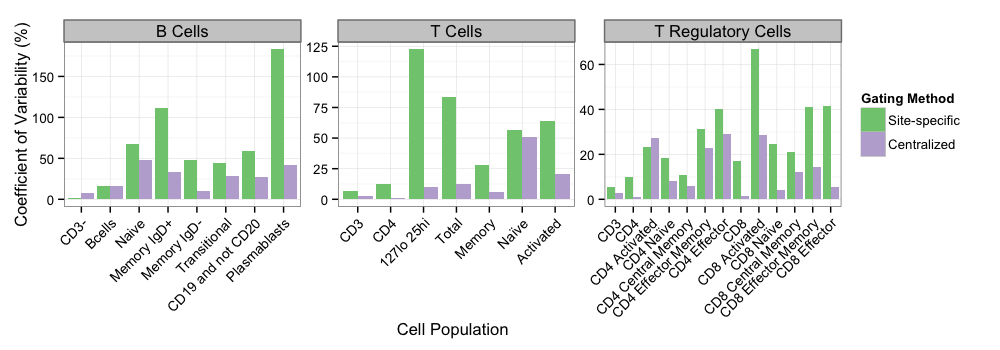 B Cells
T Cells
T Regulatory Cells
Coefficient of Variability (%)
0
50
100
150
0
25
50
75
100
125
0
20
40
60
CD3-
Bcells
Naive
Memory IgD+
Memory IgD-
Transitional
CD19 and not CD20
Plasmablasts
CD3
CD4
127lo 25hi
Total
Memory
Naïve
Activated
CD3
CD4
CD4 Activated
CD4 Naïve
CD4 Central Memory
CD4 Effector Memory
CD4 Effector
CD8
CD8 Activated
CD8 Naïve
CD8 Central Memory
CD8 Effector Memory
CD8 Effector
Cell Population
Gating Method
Site-specific
Centralized